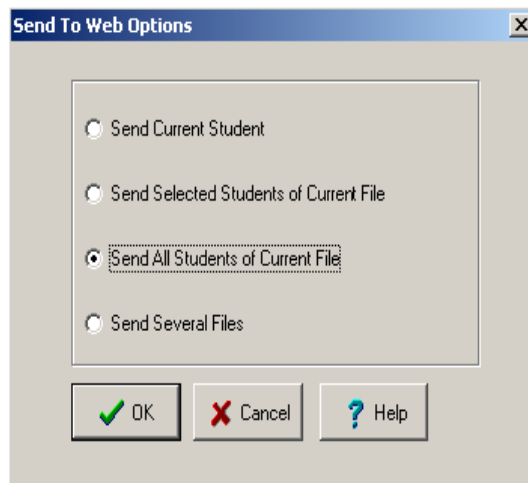 Send To Web Options
Send Current Student
Send Selected Students of Current File
Send All Students of Current File
Send Several Files
OK Cancel Help